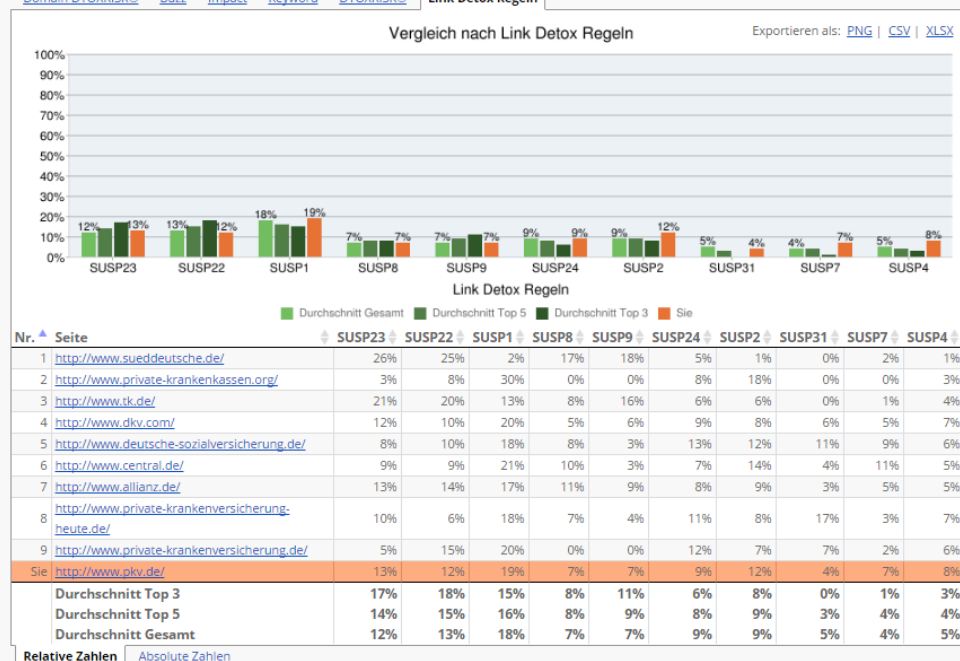 Domain DTOXRISK® Buzz Impact Keyword DTOXRISK® Link Detox Regeln
Vergleich nach Link Detox Regeln Exportieren als: PNG | CSV | XLSX
100%
90%
80%
70%
60%
50%
40%
30%
20%
10%
0%
12% 13% 13% 12% 18% 19% 7% 7% 7% 7% 9% 9% 9% 12% 5% 4% 4% 7% 5% 8%
SUSP23 SUSP22 SUSP1 SUSP8 SUSP9 SUSP24 SUSP2 SUSP31 SUSP7 SUSP4
Link Detox Regeln
Durchschnitt Gesamt Durchschnitt Top 5 Durchschnitt Top 3 Sie
Nr. Seite SUSP23 SUSP22 SUSP1 SUSP8 SUSP9 SUSP24 SUSP2 SUSP31 SUSP7 SUSP4
1 http://www.sueddeutsche.de/ 26% 25% 2% 17% 18% 5% 1% 0% 2% 1%
2 http://www.private-krankenkassen.org/ 3% 8% 30% 0% 0% 8% 18% 0% 0% 3%
3 http://www.tk.de/ 21% 20% 13% 8% 16% 6% 6% 0% 1% 4%
4 http://www.dkv.com/ 12% 10% 20% 5% 6% 9% 8% 6% 5% 7%
5 http://www.deutsche-sozialversicherung.de/ 8% 10% 18% 8% 3% 13% 12% 11% 9% 6%
6 http://www.central.de/ 9% 9% 21% 10% 3% 7% 14% 4% 11% 5%
7 http://www.allianz.de/ 13% 14% 17% 11% 9% 8% 9% 3% 5% 5%
8 http://www.private-krankenversicherung-
heute.de/ 10% 6% 18% 7% 4% 11% 8% 17% 3% 7%
9 http://www.private-krankenversicherung.de/ 5% 15% 20% 0% 0% 12% 7% 7% 2% 6%
Sie http://www.pkv.de/ 13% 12% 19% 7% 7% 9% 12% 4% 7% 8%
Durchschnitt Top 3 17% 18% 15% 8% 11% 6% 8% 0% 1% 3%
Durchschnitt Top 5 14% 15% 16% 8% 9% 8% 9% 3% 4% 4%
Durchschnitt Gesamt 12% 13% 18% 7% 7% 9% 9% 5% 4% 5%
Relative Zahlen Absolute Zahlen